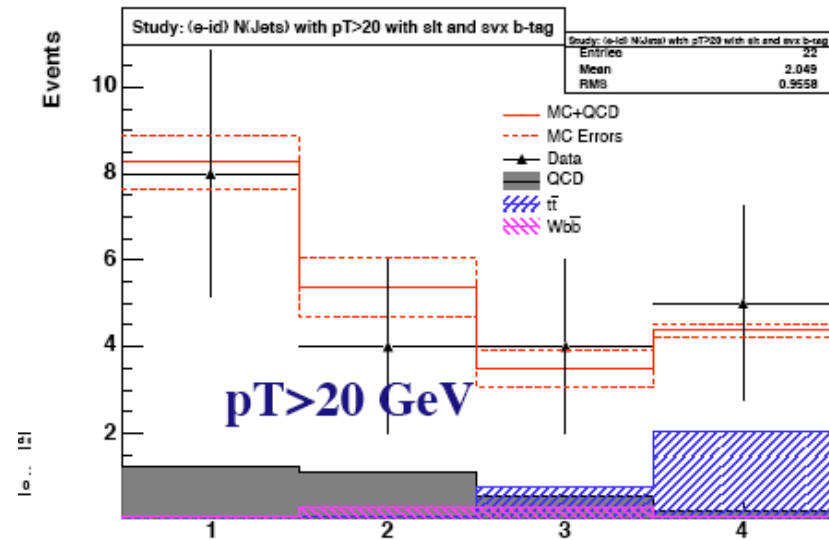 Study: (e-id) N(Jets) with pT>20 with slt and svx b-tag
Study: (e-id) N(Jets) with pT>20 with slt and svx b-tag
Entries 22
Mean 2.049
RMS 0.9558
Events
10
8
6
4
2
MC+QCD
MC Errors
Data
QCD
tt̄
Wbb̄
pT>20 GeV
1 2 3 4